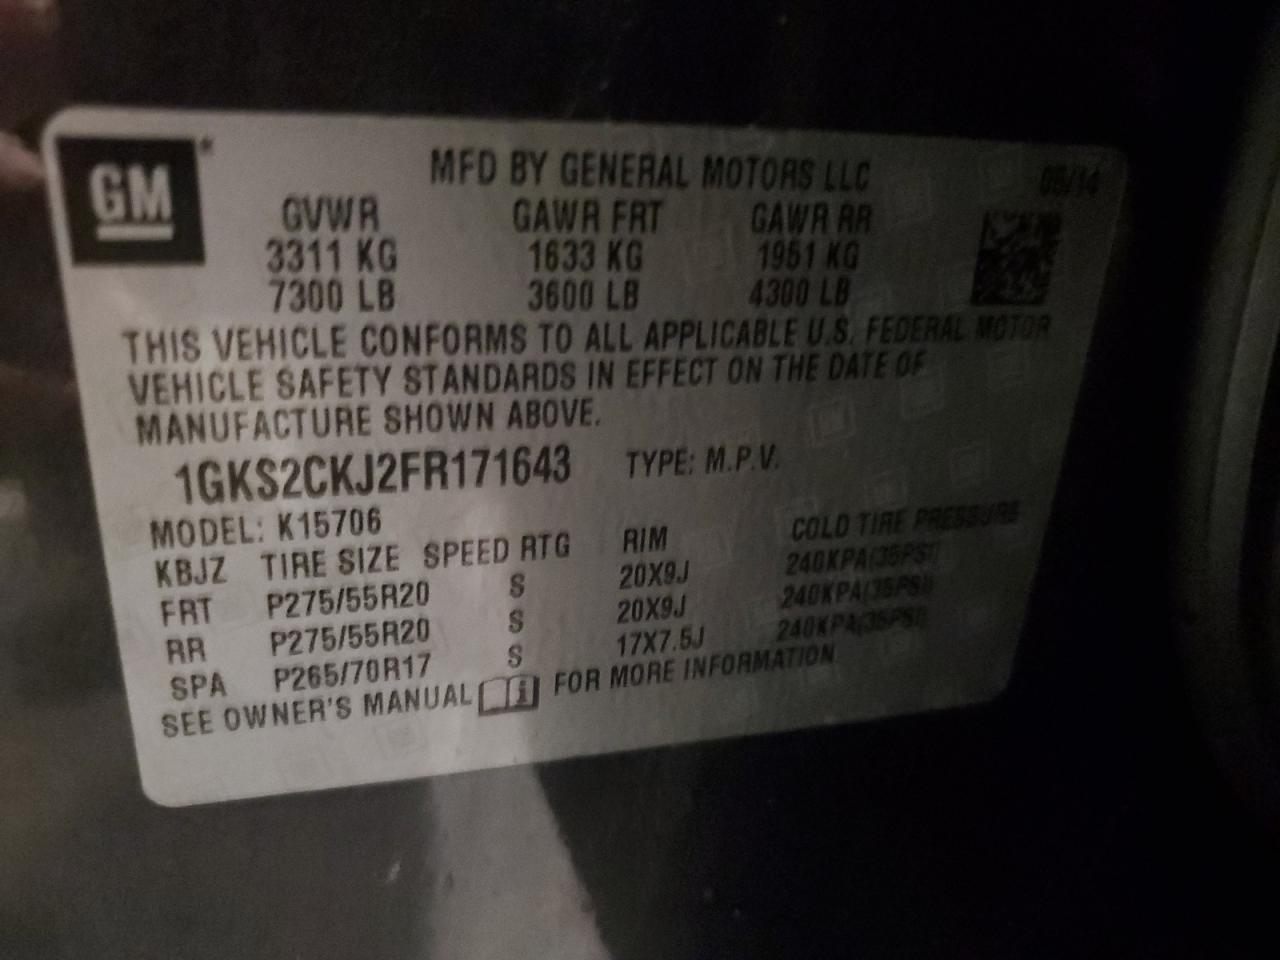 GM
MFD BY GENERAL MOTORS LLC
GVWR GAWR FRT GAWR RR
3311 KG 1633 KG 1951 KG
7300 LB 3600 LB 4300 LB
THIS VEHICLE CONFORMS TO ALL APPLICABLE U.S. FEDERAL MOTOR
VEHICLE SAFETY STANDARDS IN EFFECT ON THE DATE OF
MANUFACTURE SHOWN ABOVE.
1GKS2CKJ2FR171643 TYPE: M.P.V.
MODEL: K15706
KBJZ TIRE SIZE SPEED RTG RIM COLD TIRE PRESSURE
FRT P275/55R20 S 20X9J 240KPA(35PSI)
RR P275/55R20 S 20X9J 240KPA(35PSI)
SPA P265/70R17 S 17X7.5J 240KPA(35PSI)
SEE OWNER'S MANUAL FOR MORE INFORMATION